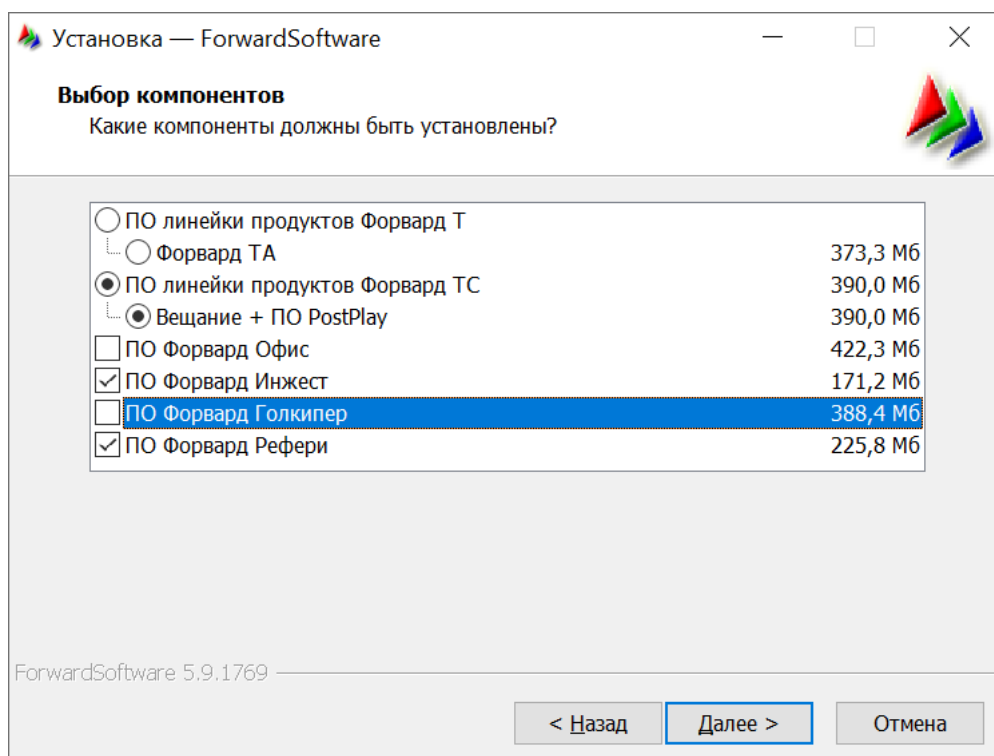 Установка — ForwardSoftware
Выбор компонентов
Какие компоненты должны быть установлены?
ПО линейки продуктов Форвард Т
Форвард ТА 373,3 Мб
ПО линейки продуктов Форвард ТС 390,0 Мб
Вещание + ПО PostPlay 390,0 Мб
ПО Форвард Офис 422,3 Мб
ПО Форвард Инжест 171,2 Мб
ПО Форвард Голкипер 388,4 Мб
ПО Форвард Рефери 225,8 Мб
ForwardSoftware 5.9.1769
< Назад Далее > Отмена